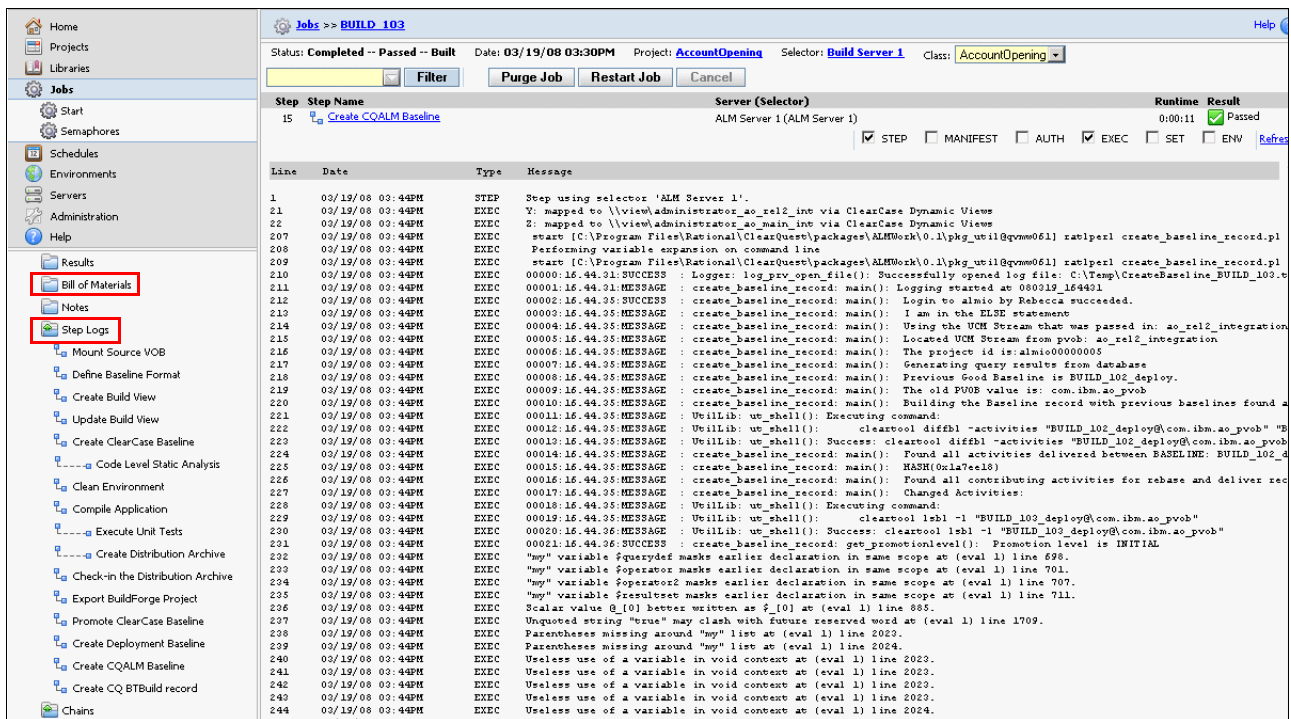 Home
Projects
Libraries
Jobs
Start
Semaphores
Schedules
Environments
Servers
Administration
Help
Results
Bill of Materials
Notes
Step Logs
Mount Source VOB
Define Baseline Format
Create Build View
Update Build View
Create ClearCase Baseline
Code Level Static Analysis
Clean Environment
Compile Application
Execute Unit Tests
Create Distribution Archive
Check-in the Distribution Archive
Export BuildForge Project
Promote ClearCase Baseline
Create Deployment Baseline
Create CQALM Baseline
Create CQ BTBuild record
Chains
Jobs >> BUILD_103 Help
Status: Completed -- Passed -- Built Date: 03/19/08 03:30PM Project: AccountOpening Selector: Build Server 1 Class: AccountOpening
Filter Purge Job Restart Job Cancel
Step Step Name Server (Selector) Runtime Result
15 Create CQALM Baseline ALM Server 1 (ALM Server 1) 0:00:11 Passed
STEP MANIFEST AUTH EXEC SET ENV Refres
Line Date Type Message
1 03/19/08 03:44PM STEP Step using selector 'ALM Server 1'.
21 03/19/08 03:44PM EXEC Y: mapped to \\view\administrator_ao_rel2_int via ClearCase Dynamic Views
22 03/19/08 03:44PM EXEC Z: mapped to \\view\administrator_ao_main_int via ClearCase Dynamic Views
207 03/19/08 03:44PM EXEC start [C:\Program Files\Rational\ClearQuest\packages\ALMWork\0.1\pkg_util@qvmw061] ratlperl create_baseline_record.pl
208 03/19/08 03:44PM EXEC Performing variable expansion on command line
209 03/19/08 03:44PM EXEC start [C:\Program Files\Rational\ClearQuest\packages\ALMWork\0.1\pkg_util@qvmw061] ratlperl create_baseline_record.pl
210 03/19/08 03:44PM EXEC 00000:16.44.31:SUCCESS : Logger: log_prv_open_file(): Successfully opened log file: C:\Temp\CreateBaseline_BUILD_103.t
211 03/19/08 03:44PM EXEC 00001:16.44.31:MESSAGE : create_baseline_record: main(): Logging started at 080319_164431
212 03/19/08 03:44PM EXEC 00002:16.44.35:SUCCESS : create_baseline_record: main(): Login to almio by Rebecca succeeded.
213 03/19/08 03:44PM EXEC 00003:16.44.35:MESSAGE : create_baseline_record: main(): I am in the ELSE statement
214 03/19/08 03:44PM EXEC 00004:16.44.35:MESSAGE : create_baseline_record: main(): Using the UCM Stream that was passed in: ao_rel2_integration
215 03/19/08 03:44PM EXEC 00005:16.44.35:MESSAGE : create_baseline_record: main(): Located UCM Stream from pvob: ao_rel2_integration
216 03/19/08 03:44PM EXEC 00006:16.44.35:MESSAGE : create_baseline_record: main(): The project id is:almio00000005
217 03/19/08 03:44PM EXEC 00007:16.44.35:MESSAGE : create_baseline_record: main(): Generating query results from database
218 03/19/08 03:44PM EXEC 00008:16.44.35:MESSAGE : create_baseline_record: main(): Previous Good Baseline is BUILD_102_deploy.
219 03/19/08 03:44PM EXEC 00009:16.44.35:MESSAGE : create_baseline_record: main(): The old PVOB value is: com.ibm.ao_pvob
220 03/19/08 03:44PM EXEC 00010:16.44.35:MESSAGE : create_baseline_record: main(): Building the Baseline record with previous baselines found a
221 03/19/08 03:44PM EXEC 00011:16.44.35:MESSAGE : UtilLib: ut_shell(): Executing command:
222 03/19/08 03:44PM EXEC 00012:16.44.35:MESSAGE : UtilLib: ut_shell(): cleartool diffbl -activities "BUILD_102_deploy@\com.ibm.ao_pvob" "B
223 03/19/08 03:44PM EXEC 00013:16.44.35:MESSAGE : UtilLib: ut_shell(): Success: cleartool diffbl -activities "BUILD_102_deploy@\com.ibm.ao_pvob
224 03/19/08 03:44PM EXEC 00014:16.44.35:MESSAGE : create_baseline_record: main(): Found all activities delivered between BASELINE: BUILD_102_d
225 03/19/08 03:44PM EXEC 00015:16.44.35:MESSAGE : create_baseline_record: main(): HASH(0x1a7ee18)
226 03/19/08 03:44PM EXEC 00016:16.44.35:MESSAGE : create_baseline_record: main(): Found all contributing activities for rebase and deliver rec
227 03/19/08 03:44PM EXEC 00017:16.44.35:MESSAGE : create_baseline_record: main(): Changed Activities:
228 03/19/08 03:44PM EXEC 00018:16.44.35:MESSAGE : UtilLib: ut_shell(): Executing command:
229 03/19/08 03:44PM EXEC 00019:16.44.35:MESSAGE : UtilLib: ut_shell(): cleartool lsbl -l "BUILD_103_deploy@\com.ibm.ao_pvob"
230 03/19/08 03:44PM EXEC 00020:16.44.36:MESSAGE : UtilLib: ut_shell(): Success: cleartool lsbl -l "BUILD_103_deploy@\com.ibm.ao_pvob"
231 03/19/08 03:44PM EXEC 00021:16.44.36:SUCCESS : create_baseline_record: get_promotionlevel(): Promotion level is INITIAL
232 03/19/08 03:44PM EXEC "my" variable $querydef masks earlier declaration in same scope at (eval 1) line 698.
233 03/19/08 03:44PM EXEC "my" variable $operator masks earlier declaration in same scope at (eval 1) line 701.
234 03/19/08 03:44PM EXEC "my" variable $operator2 masks earlier declaration in same scope at (eval 1) line 707.
235 03/19/08 03:44PM EXEC "my" variable $resultset masks earlier declaration in same scope at (eval 1) line 711.
236 03/19/08 03:44PM EXEC Scalar value @_[0] better written as $_[0] at (eval 1) line 885.
237 03/19/08 03:44PM EXEC Unquoted string "true" may clash with future reserved word at (eval 1) line 1709.
238 03/19/08 03:44PM EXEC Parentheses missing around "my" list at (eval 1) line 2023.
239 03/19/08 03:44PM EXEC Parentheses missing around "my" list at (eval 1) line 2024.
240 03/19/08 03:44PM EXEC Useless use of a variable in void context at (eval 1) line 2023.
241 03/19/08 03:44PM EXEC Useless use of a variable in void context at (eval 1) line 2023.
242 03/19/08 03:44PM EXEC Useless use of a variable in void context at (eval 1) line 2023.
243 03/19/08 03:44PM EXEC Useless use of a variable in void context at (eval 1) line 2023.
244 03/19/08 03:44PM EXEC Useless use of a variable in void context at (eval 1) line 2024.